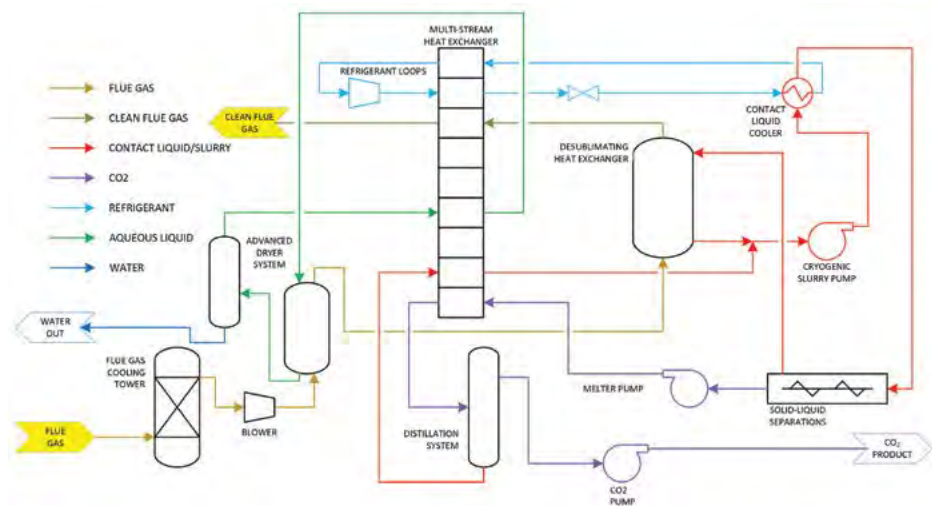 MULTI-STREAM
HEAT EXCHANGER
REFRIGERANT LOOPS
FLUE GAS
CLEAN FLUE GAS
CONTACT LIQUID/SLURRY
CO2
REFRIGERANT
AQUEOUS LIQUID
WATER
CLEAN FLUE
GAS
CONTACT
LIQUID
COOLER
DESUBLIMATING
HEAT EXCHANGER
ADVANCED
DRYER
SYSTEM
CRYOGENIC
SLURRY PUMP
WATER
OUT
FLUE GAS
COOLING
TOWER
FLUE
GAS
BLOWER
DISTILLATION
SYSTEM
MELTER PUMP
SOLID-LIQUID
SEPARATIONS
CO2
PUMP
CO₂
PRODUCT